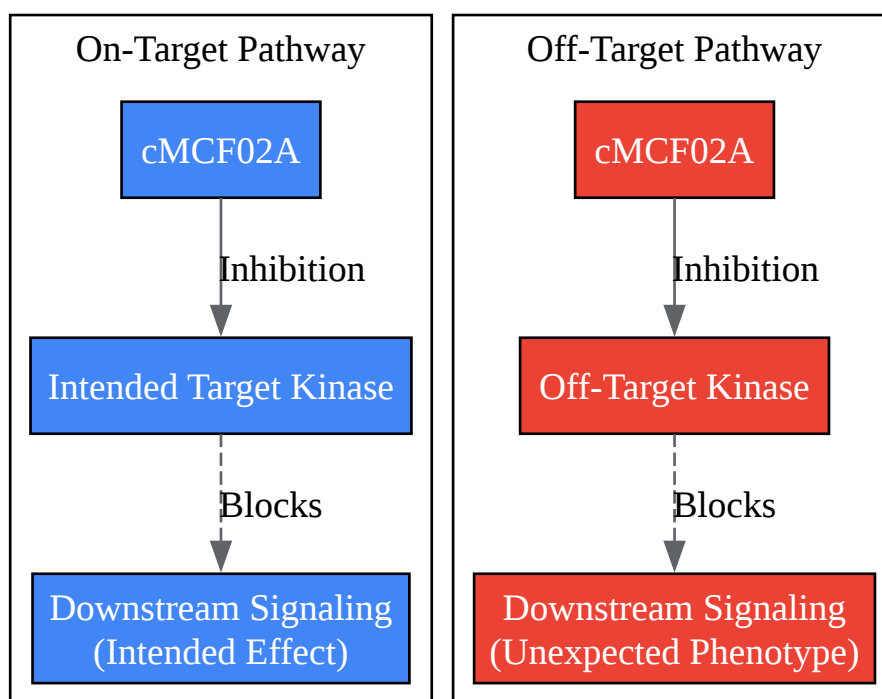 On-Target Pathway
cMCF02A
Inhibition
Intended Target Kinase
Blocks
Downstream Signaling
(Intended Effect)
Off-Target Pathway
cMCF02A
Inhibition
Off-Target Kinase
Blocks
Downstream Signaling
(Unexpected Phenotype)